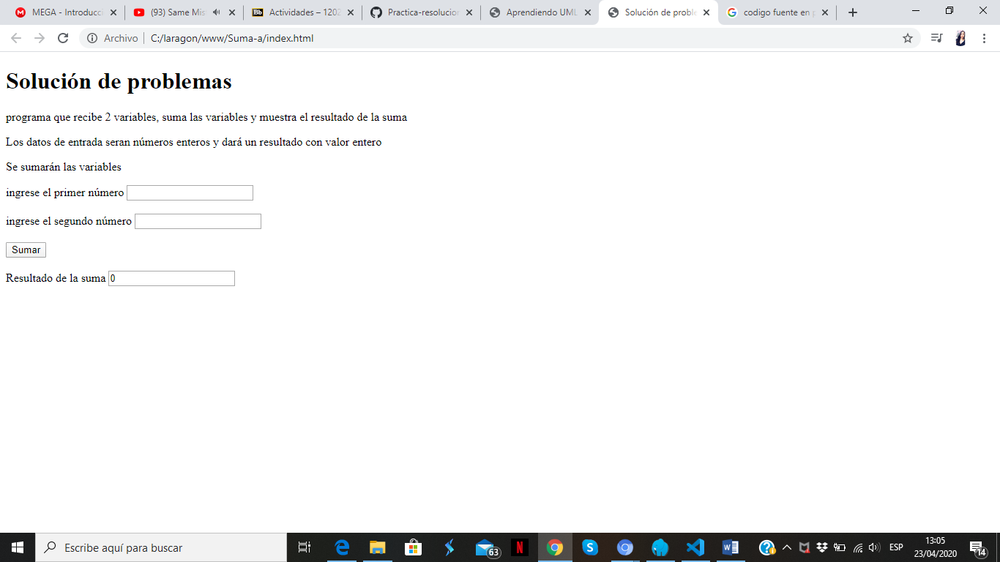 MEGA - Introducci
(93) Same Mis
Bb Actividades – 1202
Practica-resolucion
Aprendiendo UML
Solución de proble
codigo fuente en p
Archivo C:/laragon/www/Suma-a/index.html
Solución de problemas
programa que recibe 2 variables, suma las variables y muestra el resultado de la suma
Los datos de entrada seran números enteros y dará un resultado con valor entero
Se sumarán las variables
ingrese el primer número
ingrese el segundo número
Sumar
Resultado de la suma 0
Escribe aquí para buscar
63
ESP
13:05
23/04/2020
14